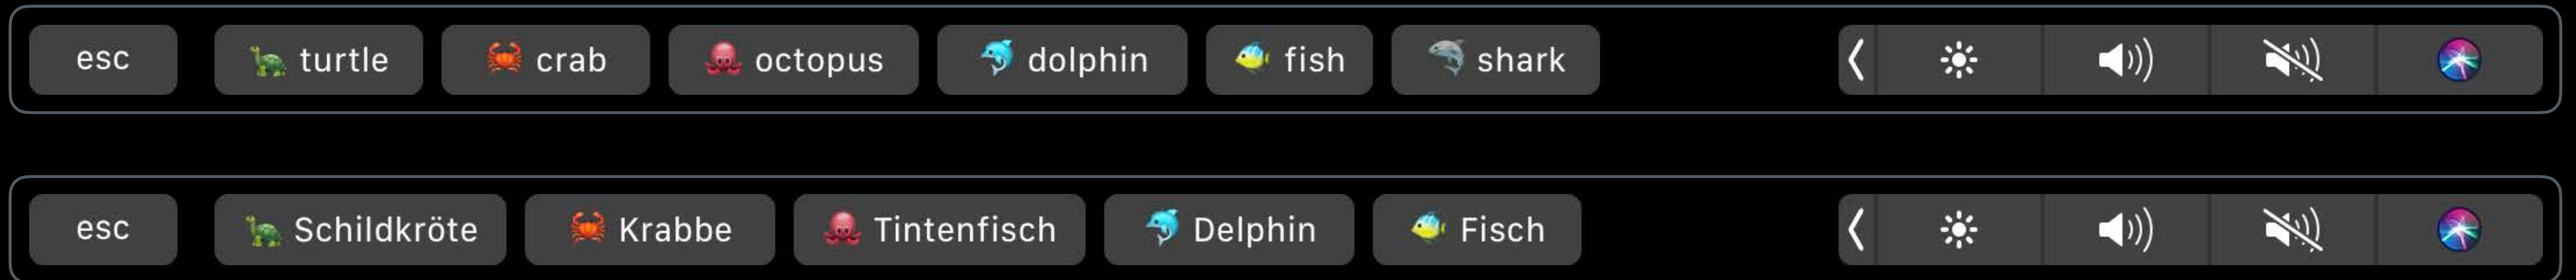 esc turtle crab octopus dolphin fish shark
esc Schildkröte Krabbe Tintenfisch Delphin Fisch